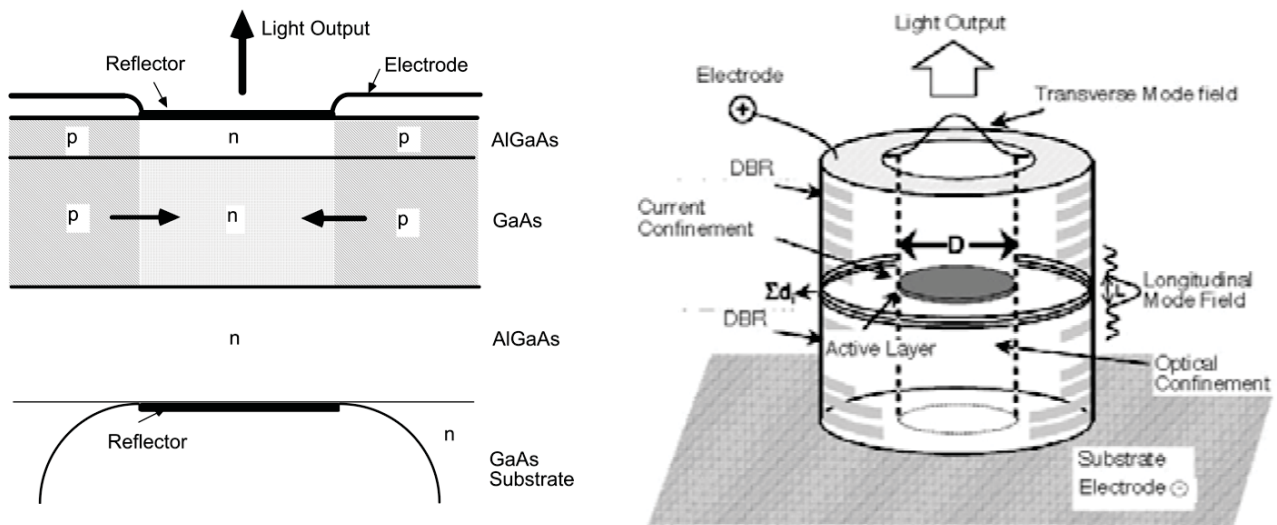 Light Output
Reflector
Electrode
p
n
p
AlGaAs
p
n
p
GaAs
n
AlGaAs
Reflector
n
GaAs
Substrate
Light Output
Electrode
Transverse Mode field
+
DBR
Current
Confinement
D
Σdᵢ
L
Longitudinal
Mode Field
DBR
Active Layer
Optical
Confinement
Substrate
Electrode ⊖